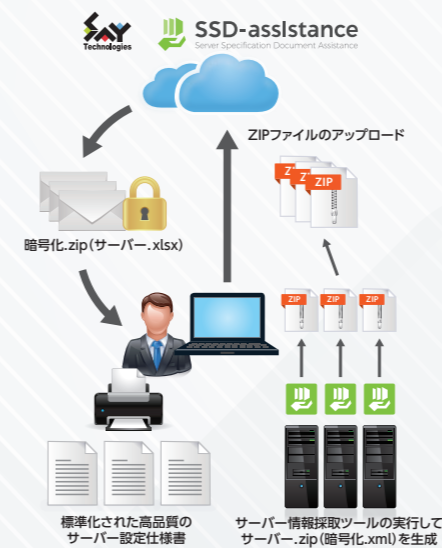 SAY
Technologies
SSD-assistance
Server Specification Document Assistance
ZIPファイルのアップロード
ZIP
ZIP
ZIP
暗号化.zip(サーバー.xlsx)
ZIP
ZIP
ZIP
標準化された高品質の
サーバー設定仕様書
サーバー情報採取ツールの実行して
サーバー.zip(暗号化.xml)を生成